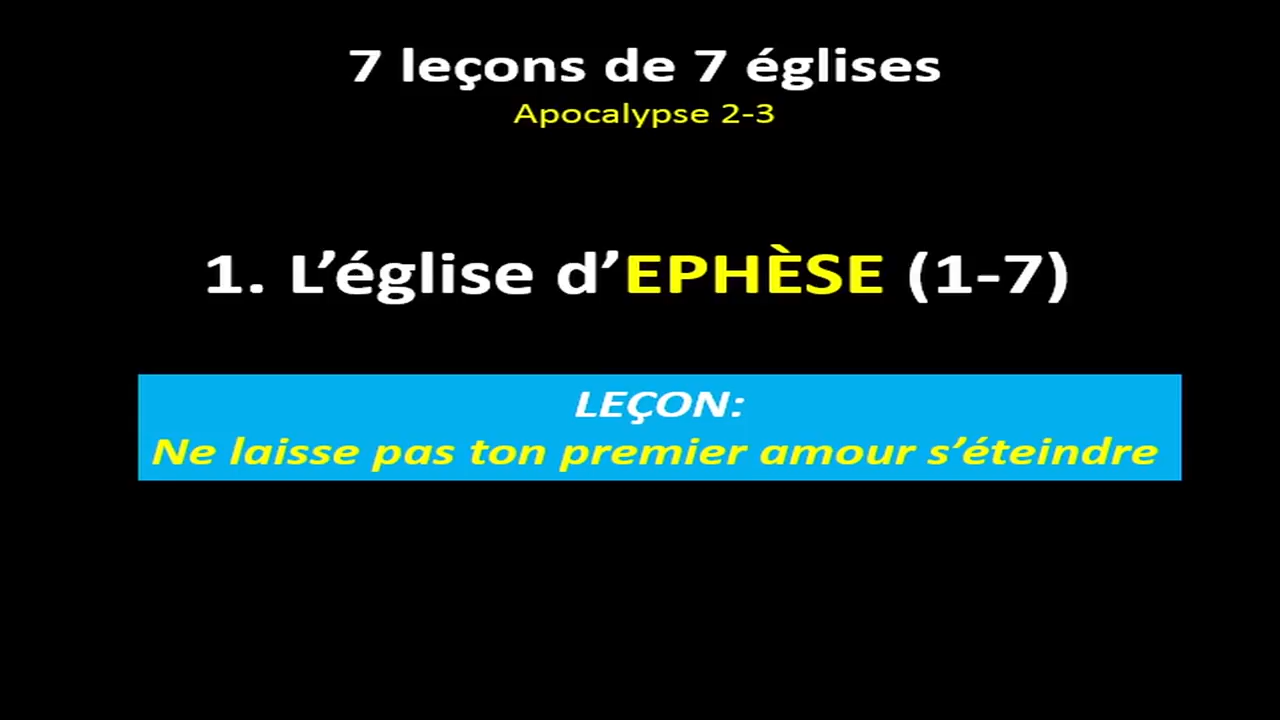 7 leçons de 7 églises
Apocalypse 2-3
1. L’église d’EPHÈSE (1-7)
LEÇON:
Ne laisse pas ton premier amour s’éteindre